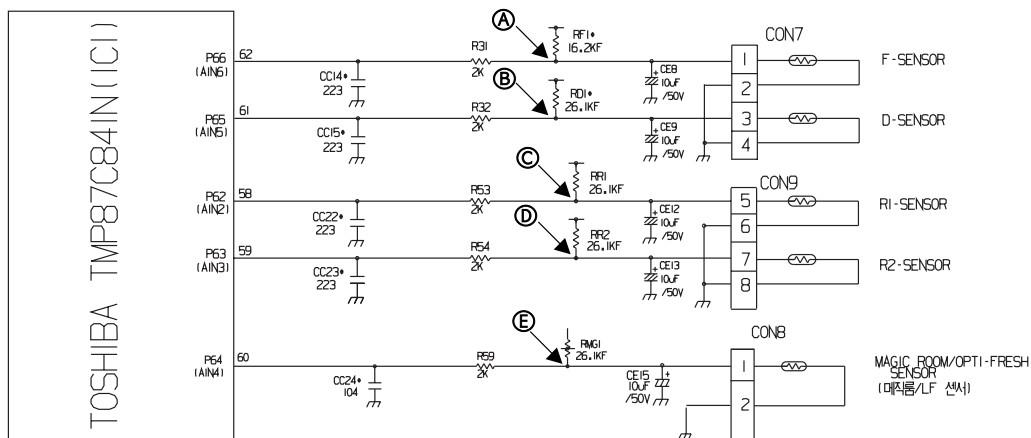 TOSHIBA TMP87C841N(IC1)
P66
(AIN6)
62
CC14*
223
R31
2K
A
RF1*
16.2KF
CE8
10uF
/50V
CON7
1
2
3
4
F-SENSOR
P65
(AIN5)
61
CC15*
223
R32
2K
B
RD1*
26.1KF
CE9
10uF
/50V
D-SENSOR
P62
(AIN2)
58
CC22*
223
R53
2K
C
RR1
26.1KF
CE12
10uF
/50V
CON9
5
6
7
8
R1-SENSOR
P63
(AIN3)
59
CC23*
223
R54
2K
D
RR2
26.1KF
CE13
10uF
/50V
R2-SENSOR
P64
(AIN4)
60
CC24*
104
R59
2K
E
RMG1
26.1KF
CE15
10uF
/50V
CON8
1
2
MAGIC ROOM/OPTI-FRESH
SENSOR
(매직룸/LF 센서)